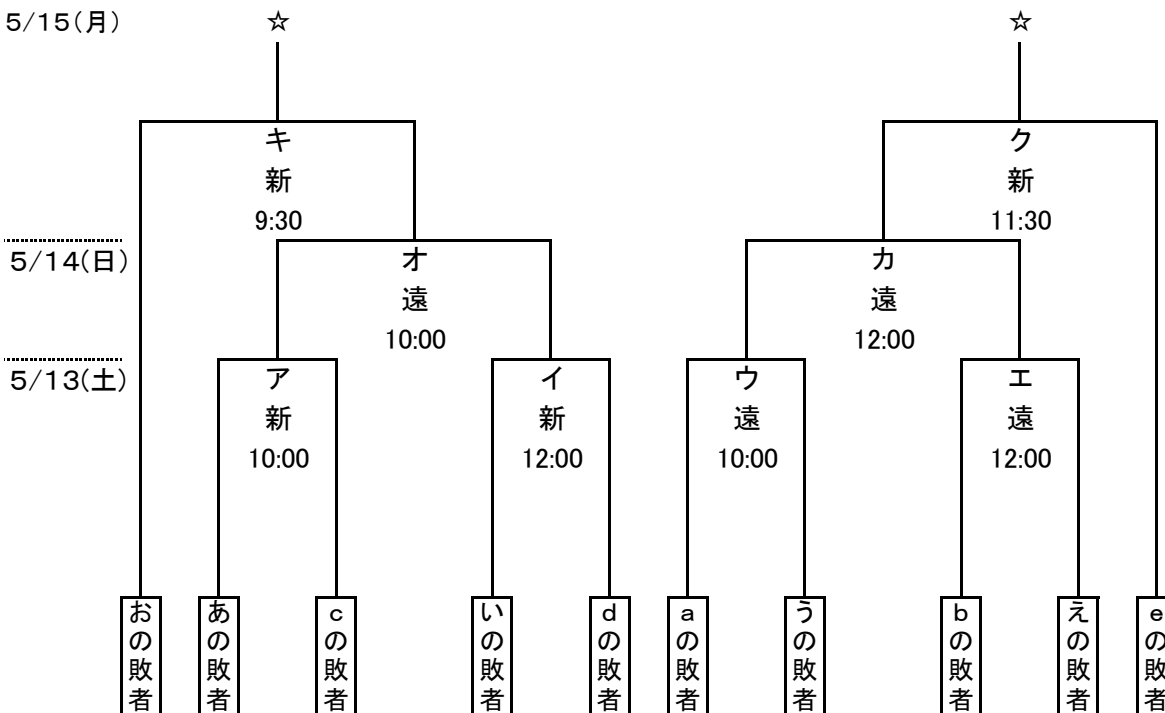 5/15(月)
☆
☆
キ
新
9:30
ク
新
11:30
5/14(日)
オ
遠
10:00
カ
遠
12:00
5/13(土)
ア
新
10:00
イ
新
12:00
ウ
遠
10:00
エ
遠
12:00
おの敗者
あの敗者
cの敗者
いの敗者
dの敗者
aの敗者
うの敗者
bの敗者
えの敗者
eの敗者